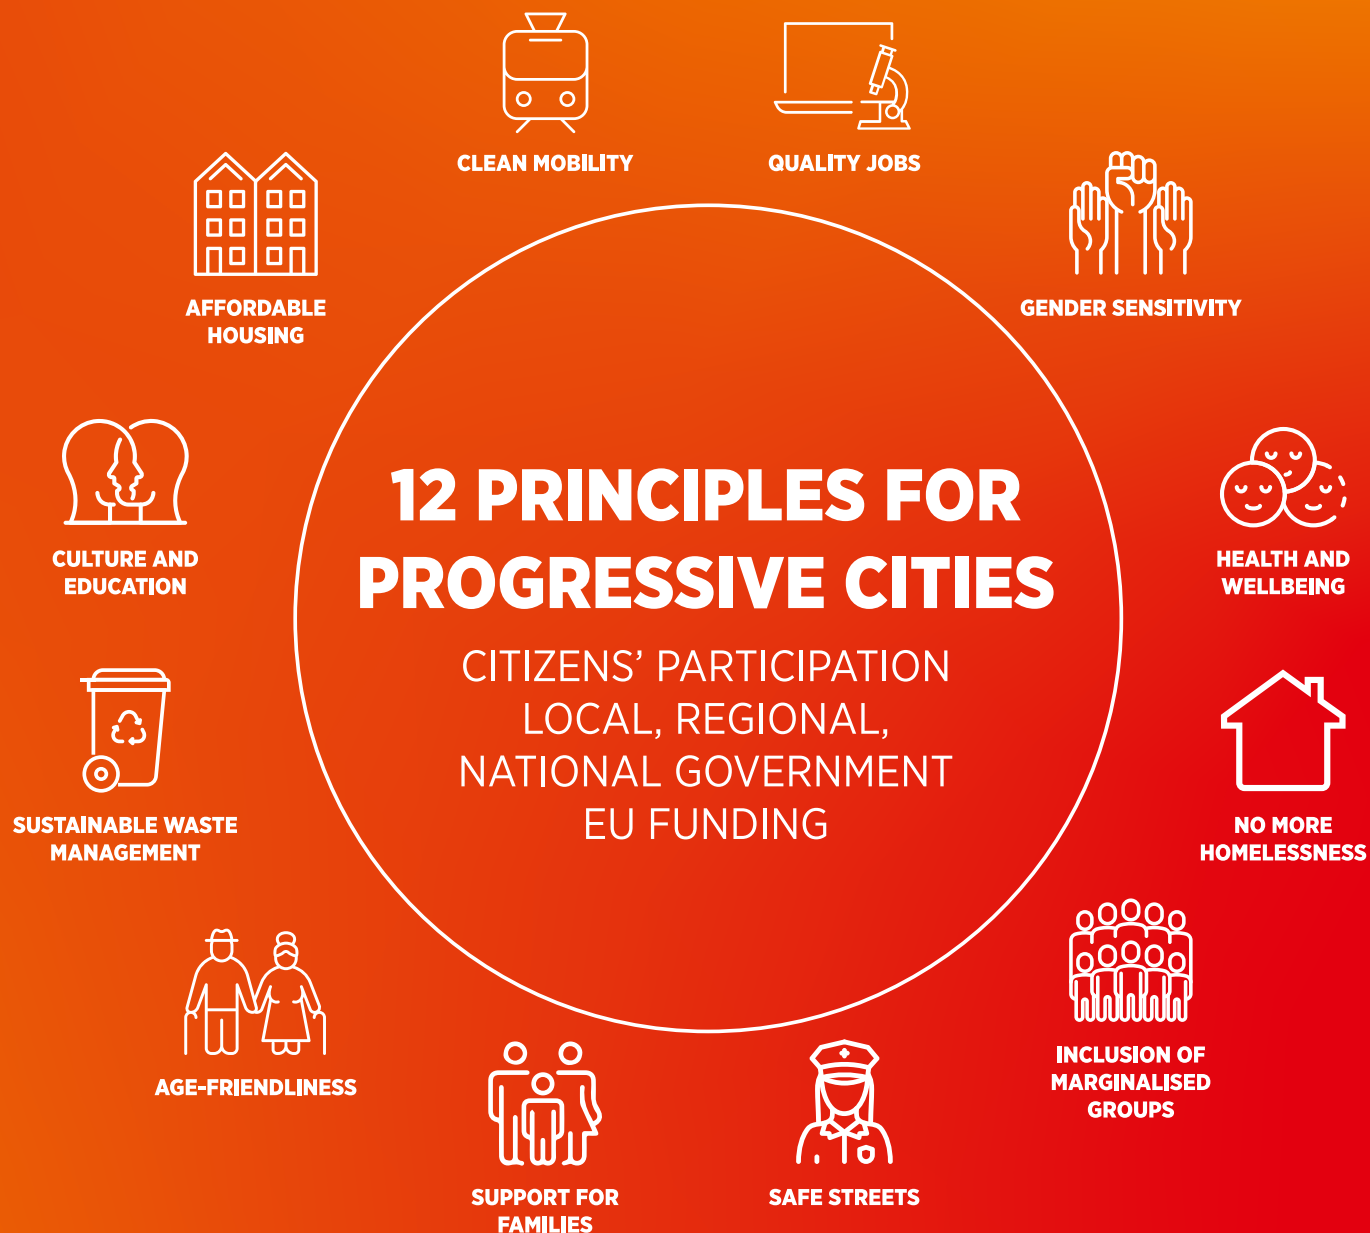 CLEAN MOBILITY
QUALITY JOBS
GENDER SENSITIVITY
AFFORDABLE
HOUSING
12 PRINCIPLES FOR
PROGRESSIVE CITIES
CITIZENS’ PARTICIPATION
LOCAL, REGIONAL,
NATIONAL GOVERNMENT
EU FUNDING
CULTURE AND
EDUCATION
HEALTH AND
WELLBEING
SUSTAINABLE WASTE
MANAGEMENT
NO MORE
HOMELESSNESS
AGE-FRIENDLINESS
INCLUSION OF
MARGINALISED
GROUPS
SUPPORT FOR
FAMILIES
SAFE STREETS